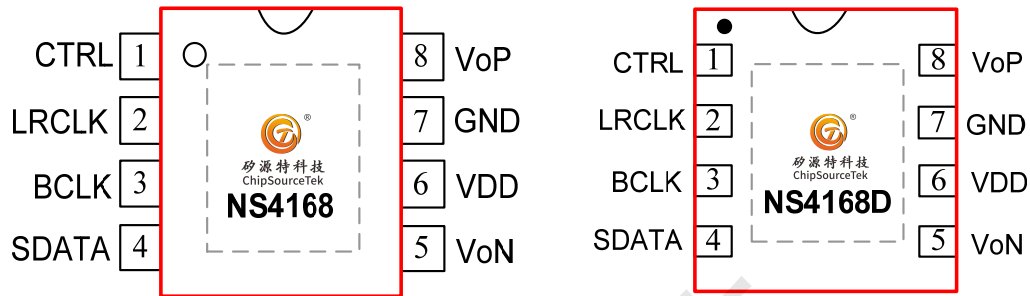 CTRL 1 8 VoP
LRCLK 2 7 GND
BCLK 3 6 VDD
SDATA 4 5 VoN
®
矽源特科技
ChipSourceTek
NS4168
CTRL 1 8 VoP
LRCLK 2 7 GND
BCLK 3 6 VDD
SDATA 4 5 VoN
®
矽源特科技
ChipSourceTek
NS4168D